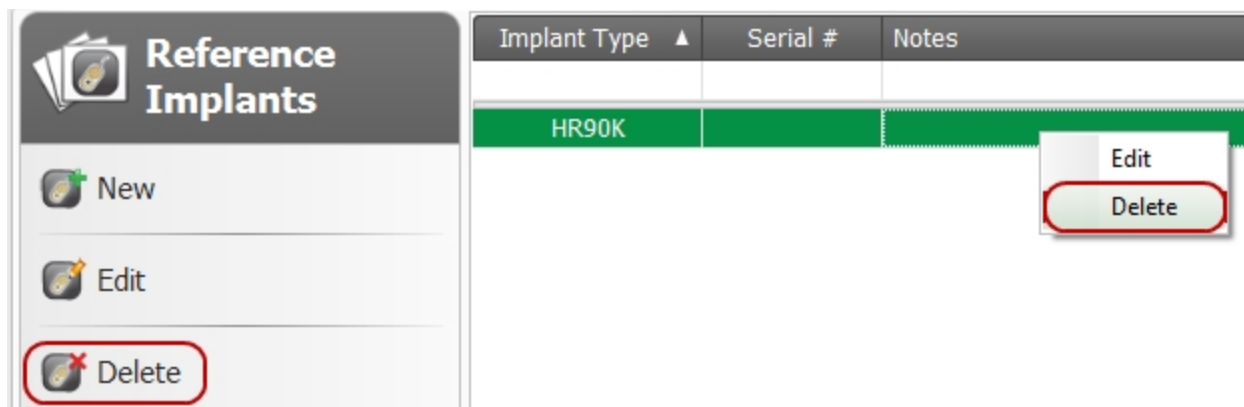 Reference
Implants
New
Edit
Delete
Implant Type ▲ Serial # Notes
HR90K
Edit
Delete